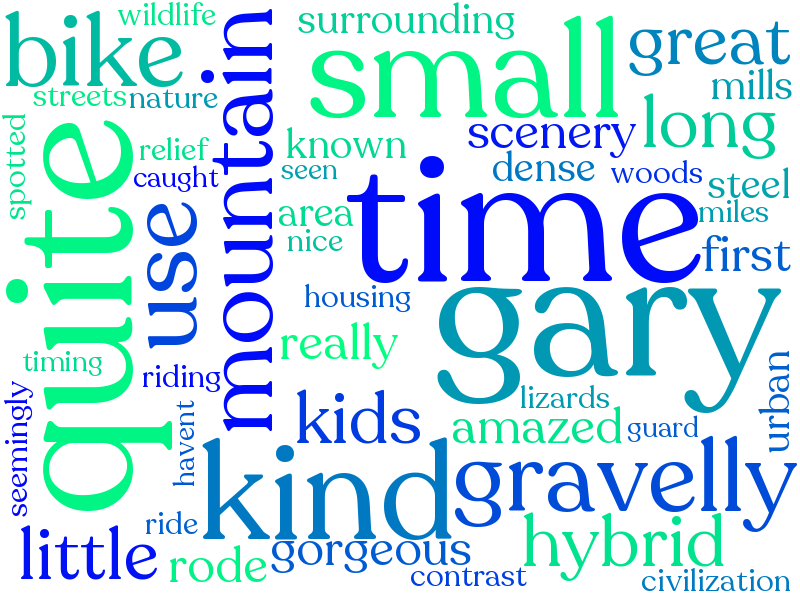 wildlife
surrounding
bike
small
great
mountain
mills
streets
nature
long
spotted
quite
relief
known
scenery
caught
seen
dense
woods
steel
time
area
use
miles
nice
first
gary
housing
really
timing
riding
urban
seemingly
kids
lizards
havent
amazed
guard
kind
gravelly
ride
little
rode
gorgeous
hybrid
contrast
civilization